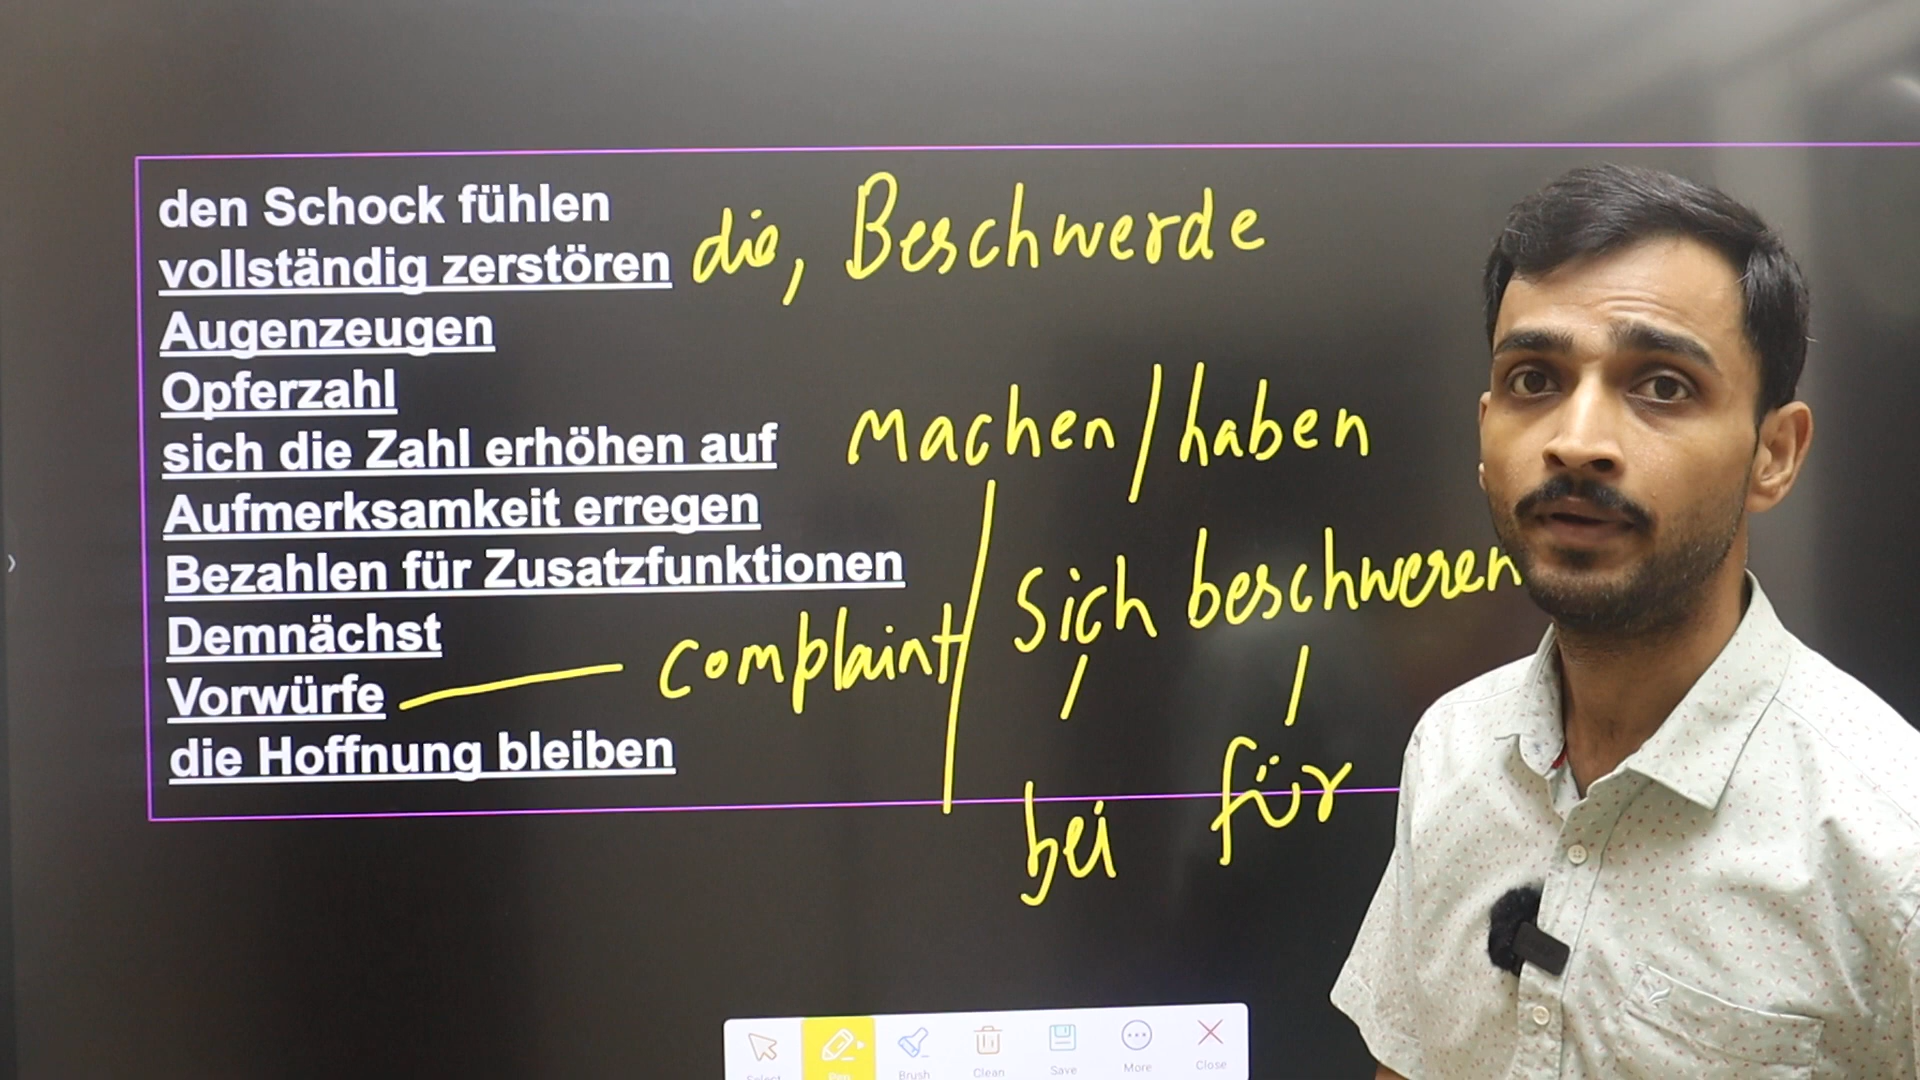 den Schock fühlen
vollständig zerstören
Augenzeugen
Opferzahl
sich die Zahl erhöhen auf
Aufmerksamkeit erregen
Bezahlen für Zusatzfunktionen
Demnächst
Vorwürfe
die Hoffnung bleiben
die, Beschwerde
machen / haben
complaint
Sich beschweren
bei für
Select Pen Brush Clean Save More Close